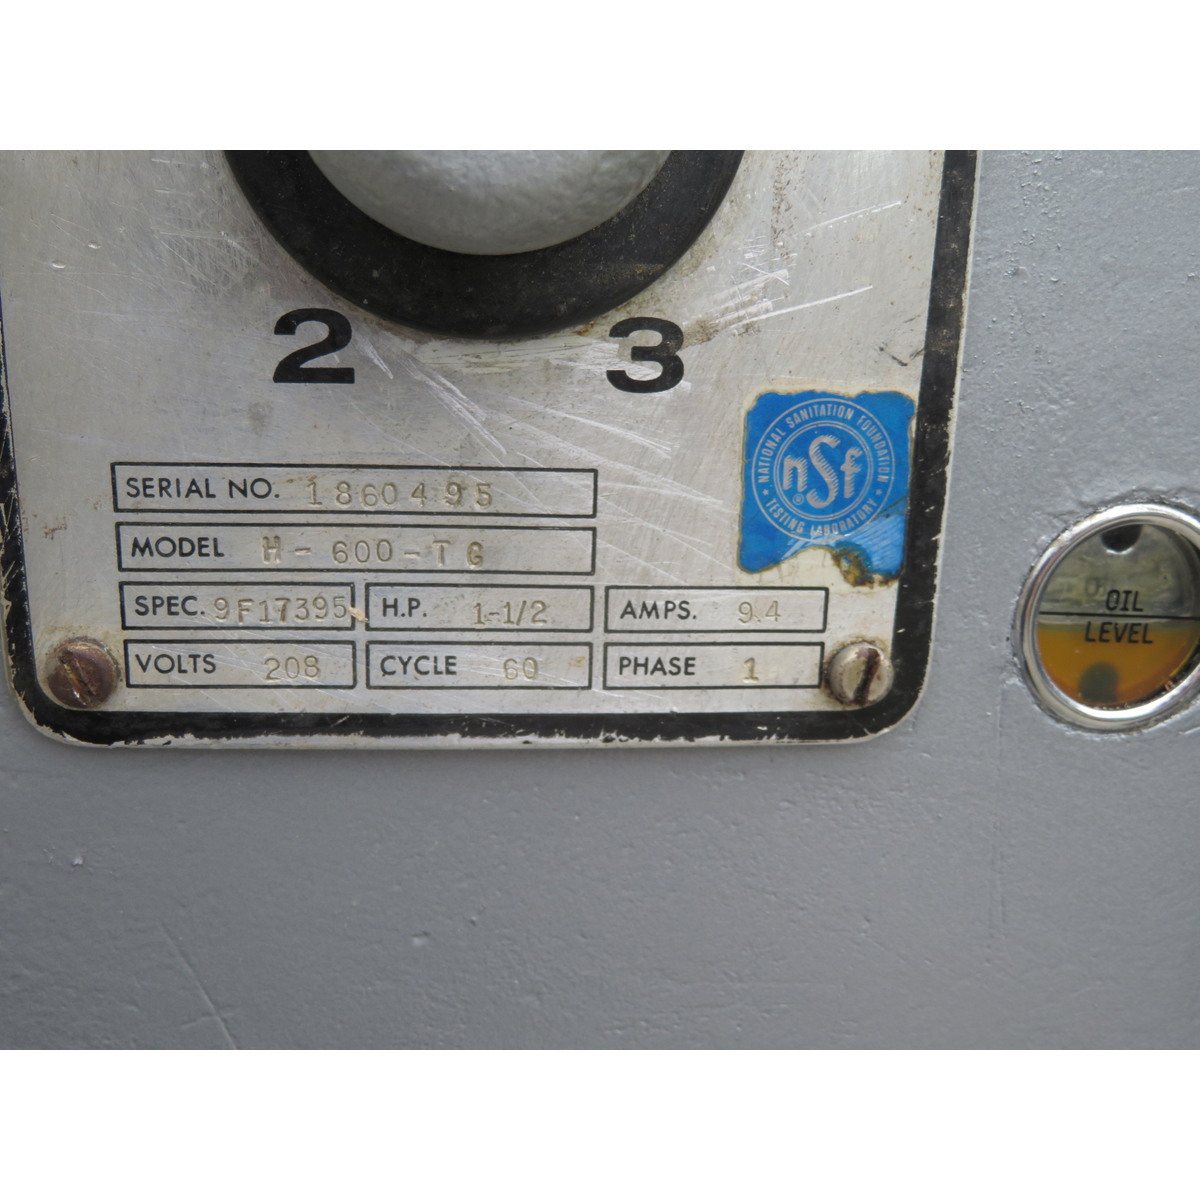 2 3
NATIONAL SANITATION FOUNDATION
nSf
®
TESTING LABORATORY
SERIAL NO. 1860495
MODEL H-600-TG
SPEC. 9F17395 H.P. 1-1/2 AMPS. 9.4
VOLTS 208 CYCLE 60 PHASE 1
OIL
LEVEL